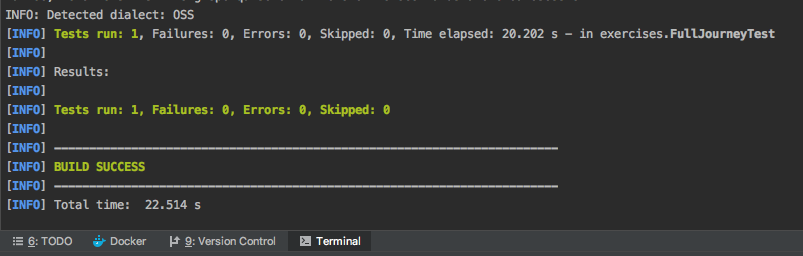 INFO: Detected dialect: OSS
[INFO] Tests run: 1, Failures: 0, Errors: 0, Skipped: 0, Time elapsed: 20.202 s - in exercises.FullJourneyTest
[INFO]
[INFO] Results:
[INFO]
[INFO] Tests run: 1, Failures: 0, Errors: 0, Skipped: 0
[INFO]
[INFO] ------------------------------------------------------------------------
[INFO] BUILD SUCCESS
[INFO] ------------------------------------------------------------------------
[INFO] Total time:  22.514 s
6: TODO Docker 9: Version Control Terminal